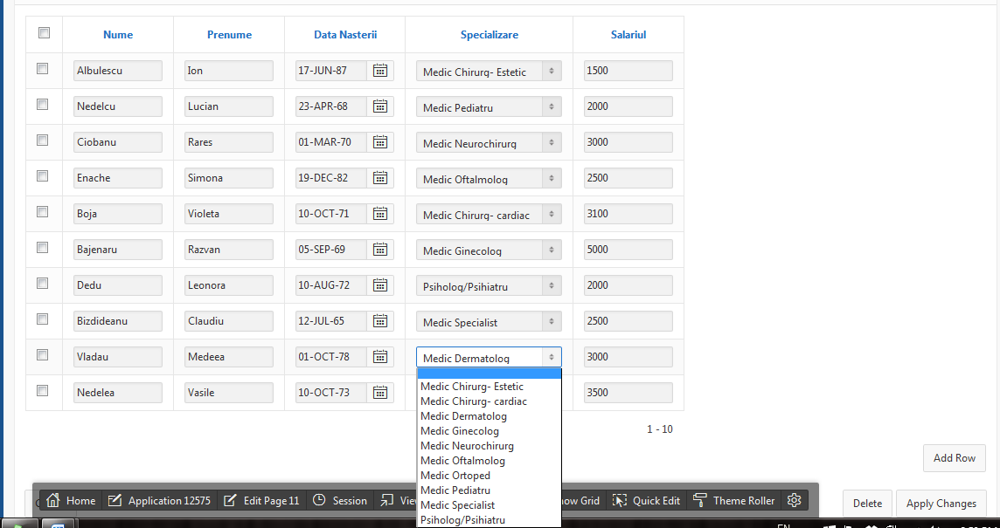 Nume Prenume Data Nasterii Specializare Salariul
Albulescu Ion 17-JUN-87 Medic Chirurg- Estetic 1500
Nedelcu Lucian 23-APR-68 Medic Pediatru 2000
Ciobanu Rares 01-MAR-70 Medic Neurochirurg 3000
Enache Simona 19-DEC-82 Medic Oftalmolog 2500
Boja Violeta 10-OCT-71 Medic Chirurg- cardiac 3100
Bajenaru Razvan 05-SEP-69 Medic Ginecolog 5000
Dedu Leonora 10-AUG-72 Psiholog/Psihiatru 2000
Bizdideanu Claudiu 12-JUL-65 Medic Specialist 2500
Vladau Medeea 01-OCT-78 Medic Dermatolog 3000
Nedelea Vasile 10-OCT-73 3500
Medic Chirurg- Estetic
Medic Chirurg- cardiac
Medic Dermatolog
Medic Ginecolog
Medic Neurochirurg
Medic Oftalmolog
Medic Ortoped
Medic Pediatru
Medic Specialist
Psiholog/Psihiatru
1 - 10
Add Row
Home Application 12575 Edit Page 11 Session Grid Quick Edit Theme Roller
Delete Apply Changes
EN